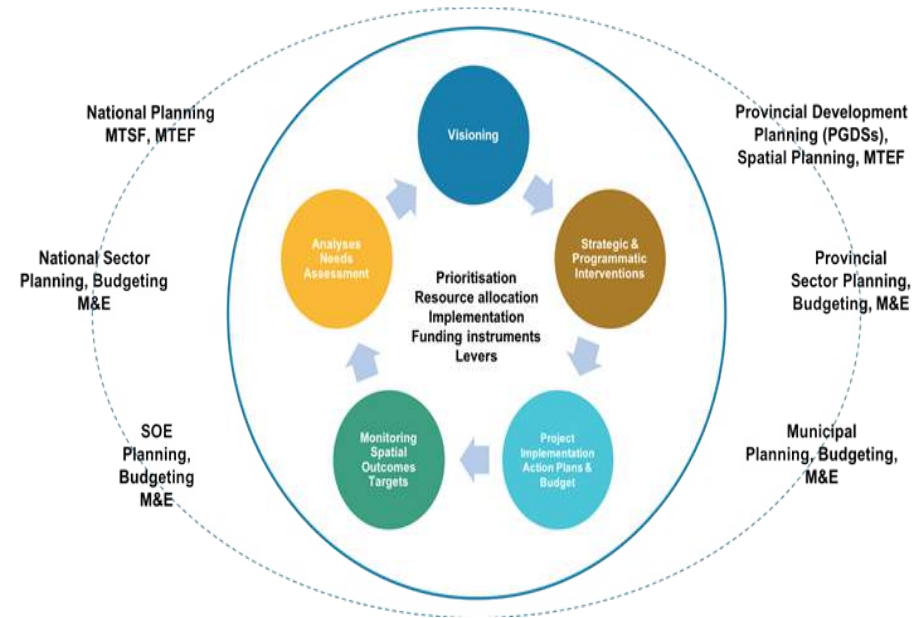 National Planning
MTSF, MTEF
Provincial Development
Planning (PGDSs),
Spatial Planning, MTEF
National Sector
Planning, Budgeting
M&E
Provincial
Sector Planning,
Budgeting, M&E
SOE
Planning,
Budgeting
M&E
Municipal
Planning, Budgeting,
M&E
Visioning
Strategic &
Programmatic
Interventions
Project
Implementation
Action Plans &
Budget
Monitoring
Spatial
Outcomes
Targets
Analyses
Needs
Assessment
Prioritisation
Resource allocation
Implementation
Funding instruments
Levers